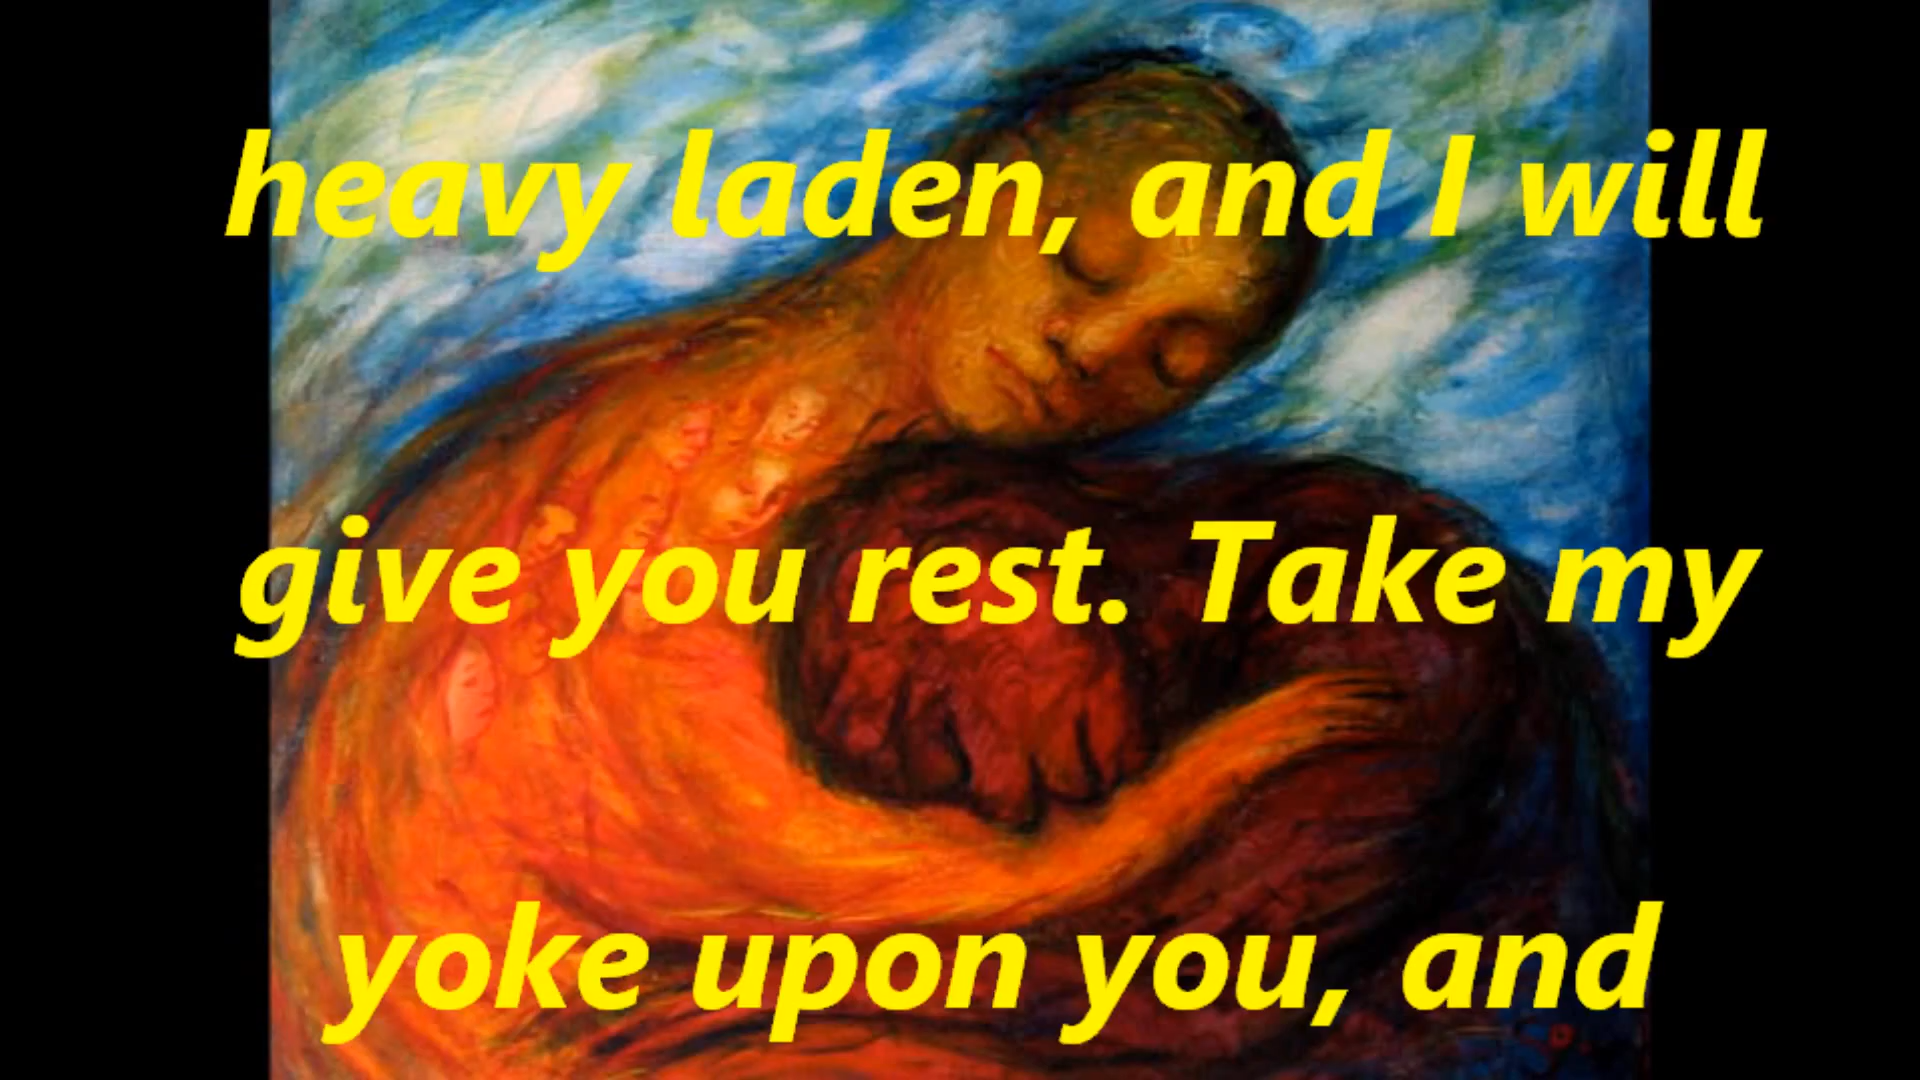 heavy laden, and I will
give you rest. Take my
yoke upon you, and